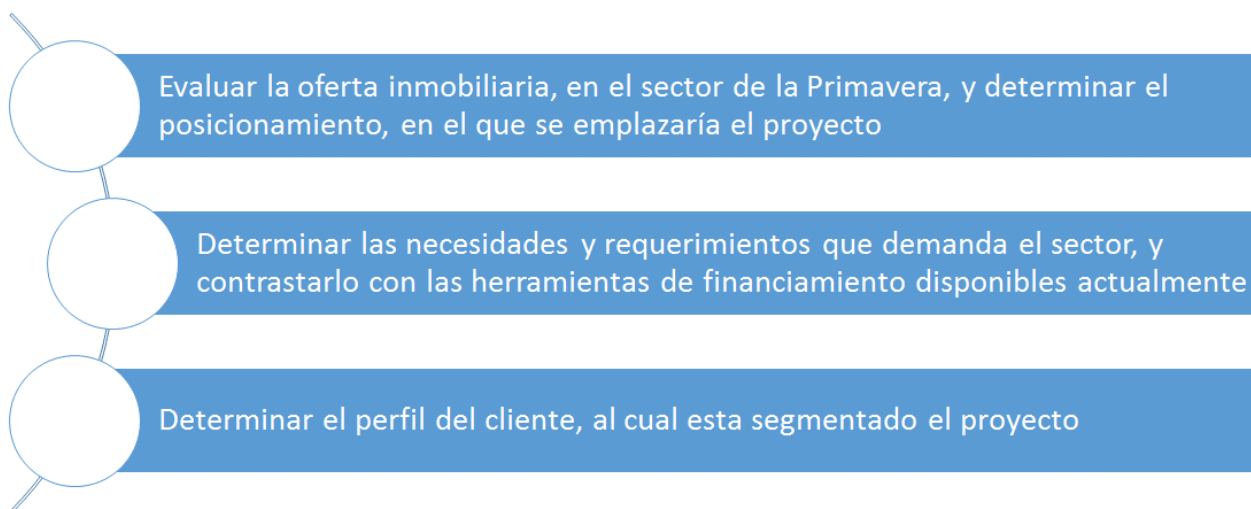 Evaluar la oferta inmobiliaria, en el sector de la Primavera, y determinar el
posicionamiento, en el que se emplazaría el proyecto
Determinar las necesidades y requerimientos que demanda el sector, y
contrastarlo con las herramientas de financiamiento disponibles actualmente
Determinar el perfil del cliente, al cual esta segmentado el proyecto